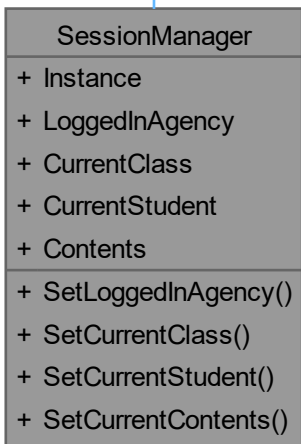 SessionManager
+ Instance
+ LoggedInAgency
+ CurrentClass
+ CurrentStudent
+ Contents
+ SetLoggedInAgency()
+ SetCurrentClass()
+ SetCurrentStudent()
+ SetCurrentContents()